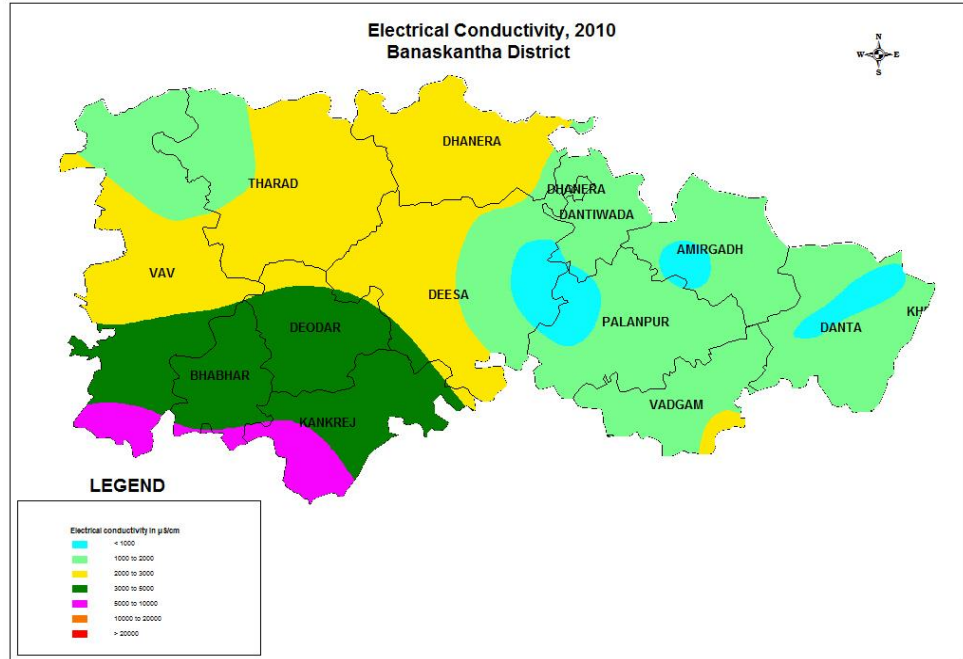 Electrical Conductivity, 2010
Banaskantha District
N
W E
S
DHANERA
THARAD
DHANERA
DANTIWADA
AMIRGADH
VAV
DEESA
PALANPUR
DEODAR
DANTA
KH
BHABHAR
VADGAM
KANKREJ
LEGEND
Electrical conductivity in µS/cm
< 1000
1000 to 2000
2000 to 3000
3000 to 5000
5000 to 10000
10000 to 20000
> 20000